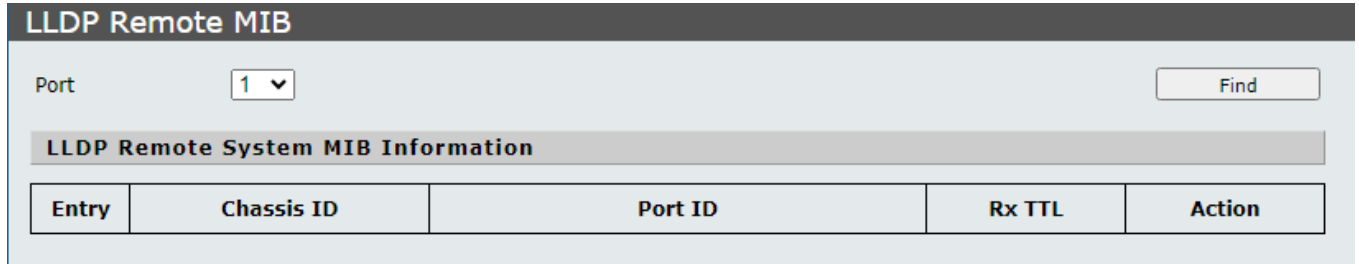 LLDP Remote MIB
Port 1 Find
LLDP Remote System MIB Information
Entry Chassis ID Port ID Rx TTL Action